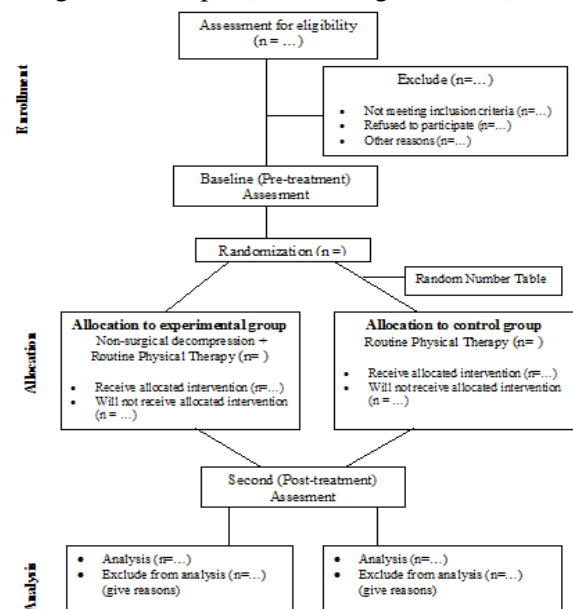 Assessment for eligibility
(n = ...)
Enrollment
Exclude (n=...)
• Not meeting inclusion criteria (n=...)
• Refused to participate (n=...)
• Other reasons (n=...)
Baseline (Pre-treatment)
Assesment
Randomization (n =)
Random Number Table
Allocation
Allocation to experimental group
Non-surgical decompression +
Routine Physical Therapy (n= )
• Receive allocated intervention (n=...)
• Will not receive allocated intervention
(n = ...)
Allocation to control group
Routine Physical Therapy (n= )
• Receive allocated intervention (n=...)
• Will not receive allocated intervention
(n = ...)
Second (Post-treatment)
Assesment
Analysis
• Analysis (n=...)
• Exclude from analysis (n=...)
(give reasons)
• Analysis (n=...)
• Exclude from analysis (n=...)
(give reasons)